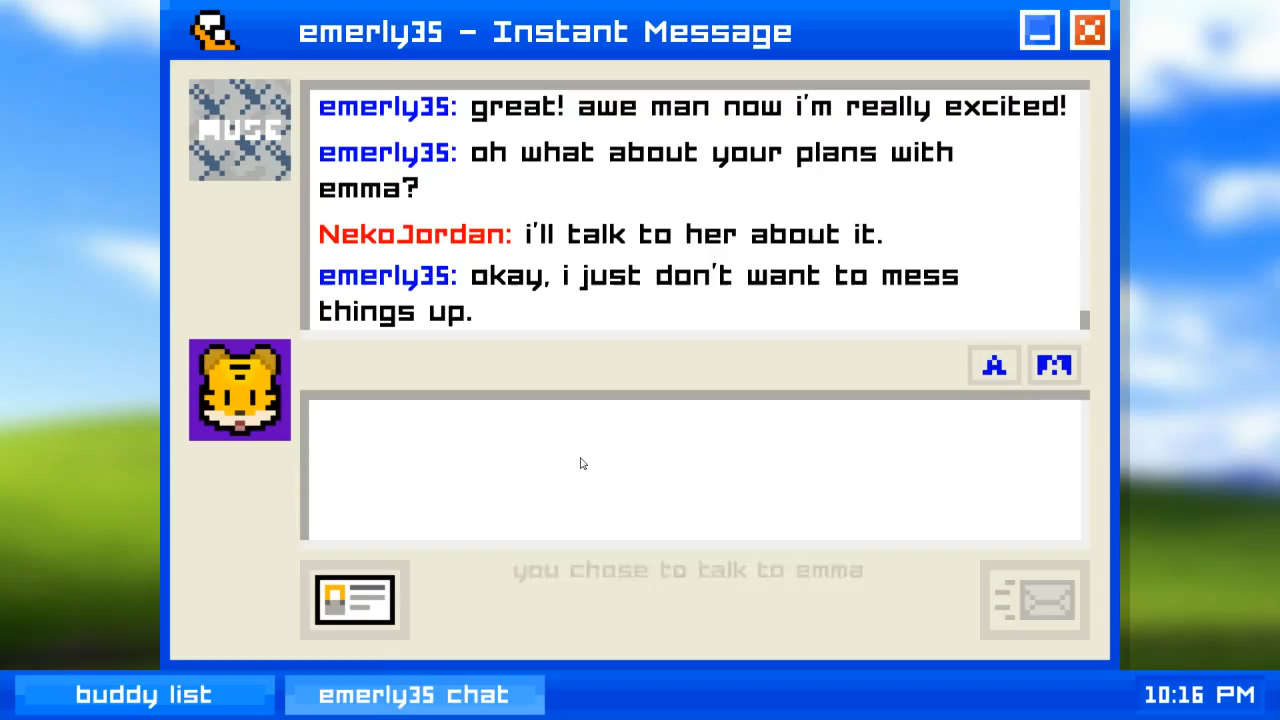 emerly35 - Instant Message
MUSE
emerly35: great! awe man now i'm really excited!
emerly35: oh what about your plans with
emma?
NekoJordan: i'll talk to her about it.
emerly35: okay, i just don't want to mess
things up.
A
you chose to talk to emma
buddy list
emerly35 chat
10:16 PM